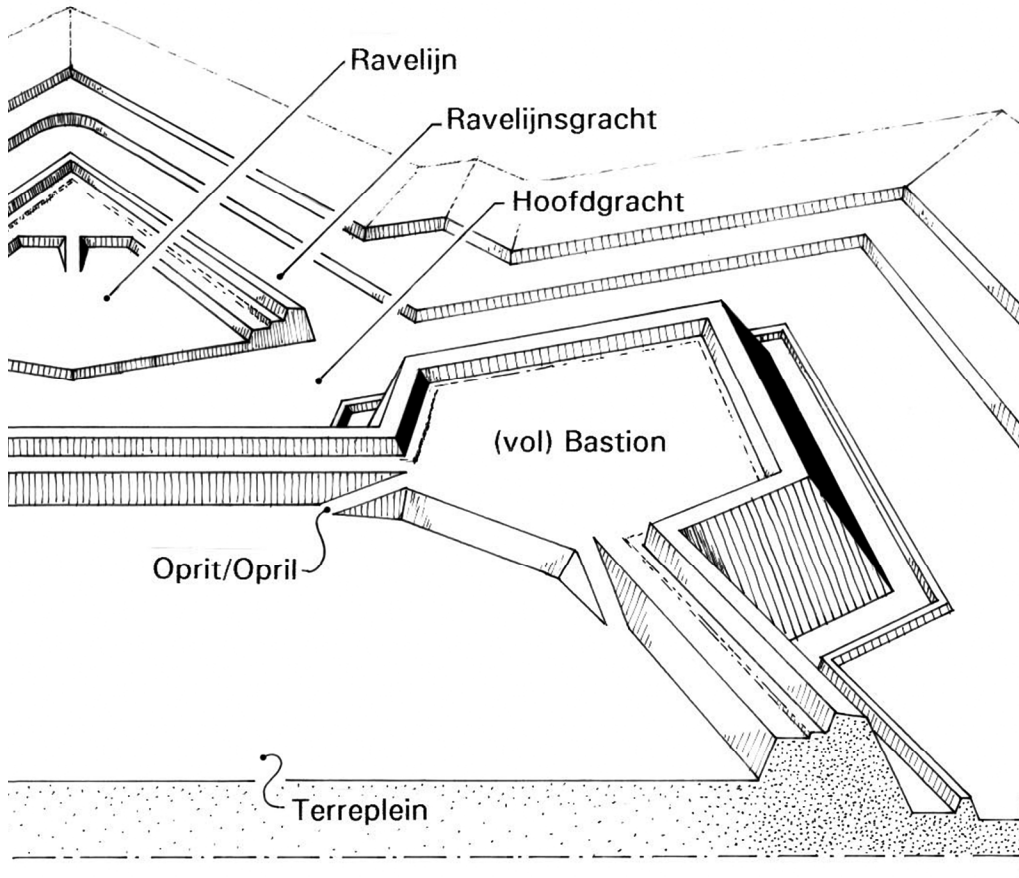 Ravelijn
Ravelijnsgracht
Hoofdgracht
(vol) Bastion
Oprit/Opril
Terreplein